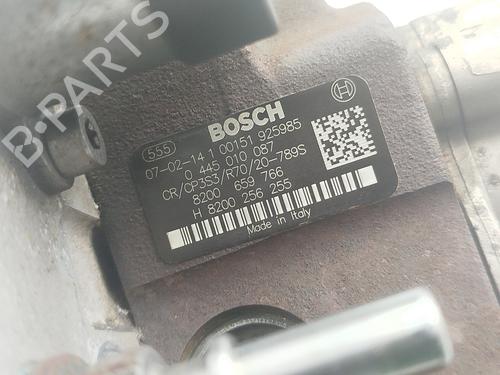 B-PARTS
BOSCH
555
07-02-14 1 00151 925985
0 445 010 087
CR/CP3S3/R70/20-789S
8200 659 766
H 8200 256 255
Made in Italy